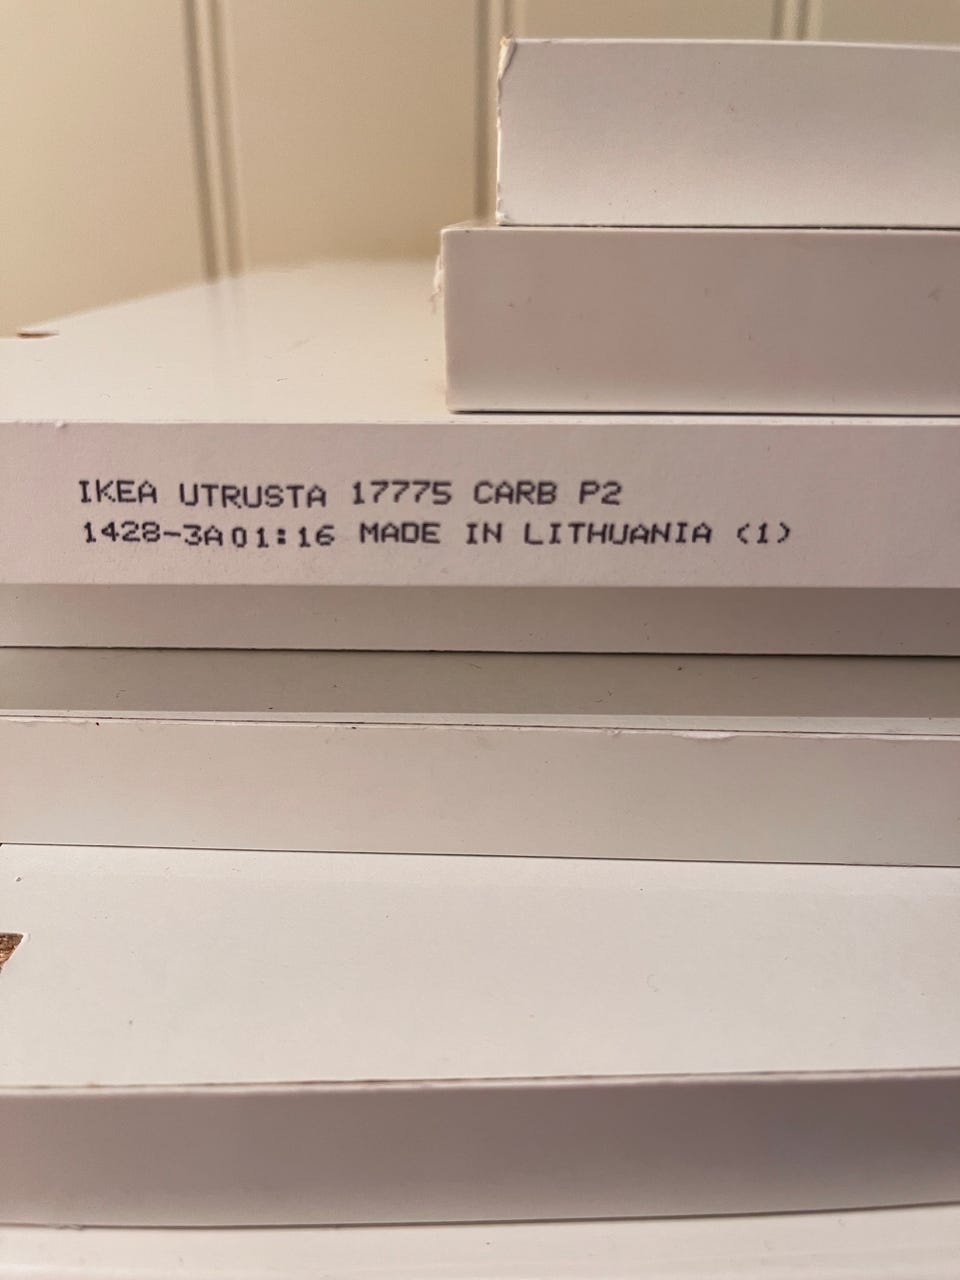 IKEA UTRUSTA 17775 CARB P2
1428-3A01:16 MADE IN LITHUANIA (1)